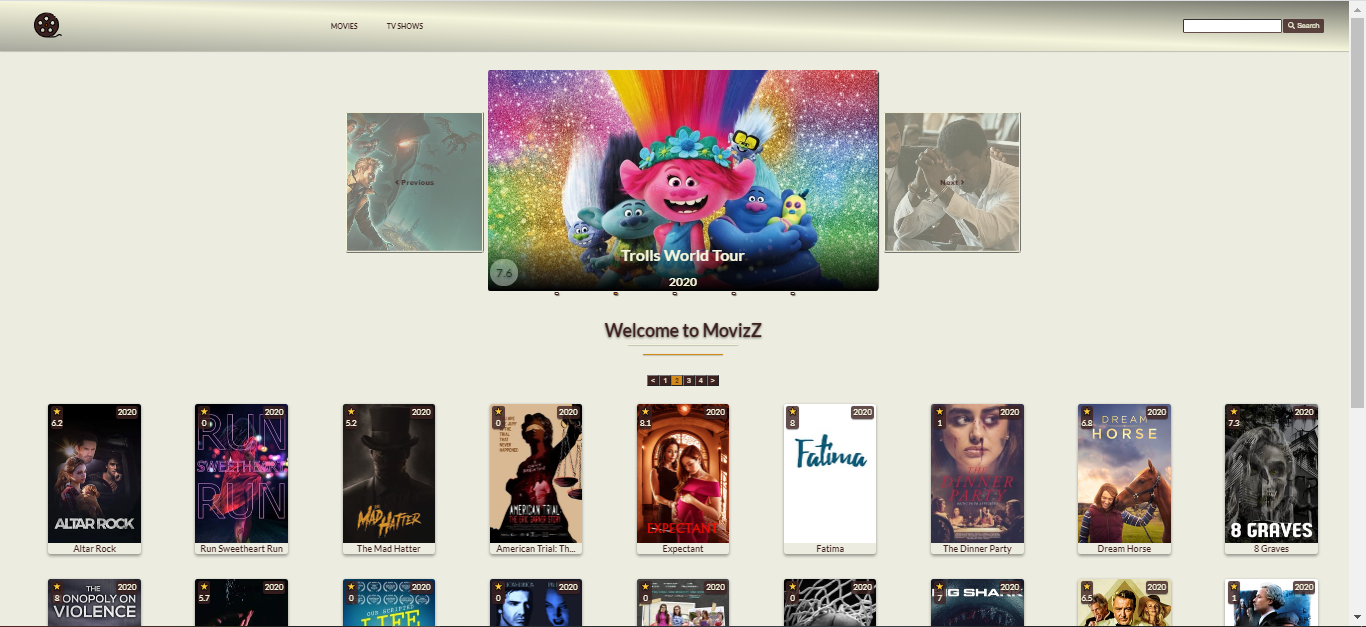 MOVIES TV SHOWS Search
Previous
Next
Trolls World Tour
7.6
2020
Welcome to MovizZ
< 1 2 3 4 >
2020 2020 2020 2020 2020 2020 2020 2020 2020
6.2 0 5.2 0 8.1 8 1 6.8 7.3
ALTAR ROCK
RUN
SWEETHEART
RUN
MAD HATTER
THAT
NEVER
HAPPENED
AMERICAN TRIAL
THE ERIC GARNER STORY
EXPECTANT
Fatima
THE
DINNER
PARTY
DREAM
HORSE
8 GRAVES
Altar Rock
Run Sweetheart Run
The Mad Hatter
American Trial: Th...
Expectant
Fatima
The Dinner Party
Dream Horse
8 Graves
2020 2020 2020 2020 2020 2020 2020 2020 2020
8 5.7 0 0 0 0 7 6.5 1
THE
MONOPOLY ON
VIOLENCE
OUR SCRIPTED
LIFE